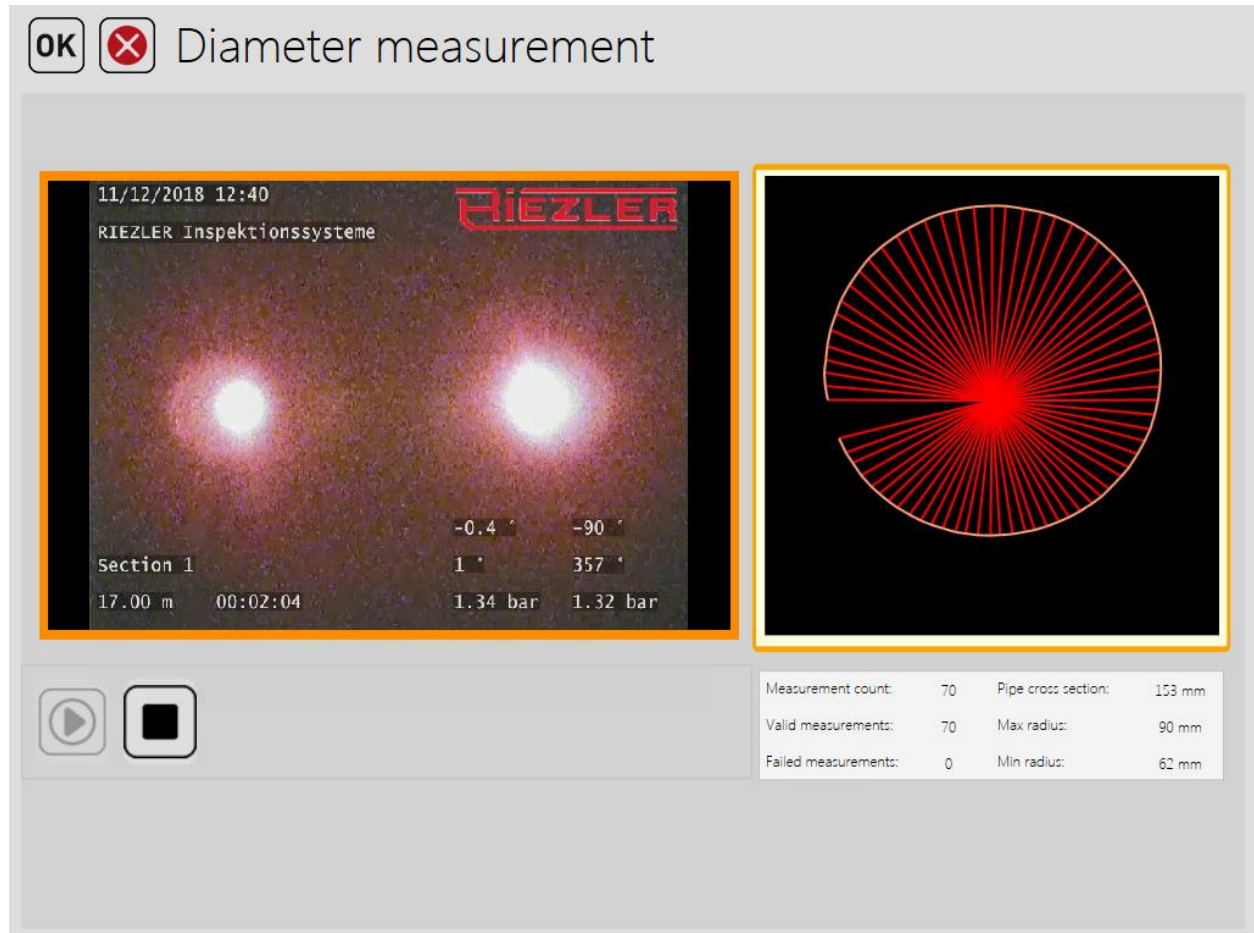 OK Diameter measurement
11/12/2018 12:40
RIEZLER
RIEZLER Inspektionssysteme
-0.4 ° -90 °
Section 1 1 ° 357 °
17.00 m 00:02:04 1.34 bar 1.32 bar
Measurement count: 70 Pipe cross section: 153 mm
Valid measurements: 70 Max radius: 90 mm
Failed measurements: 0 Min radius: 62 mm